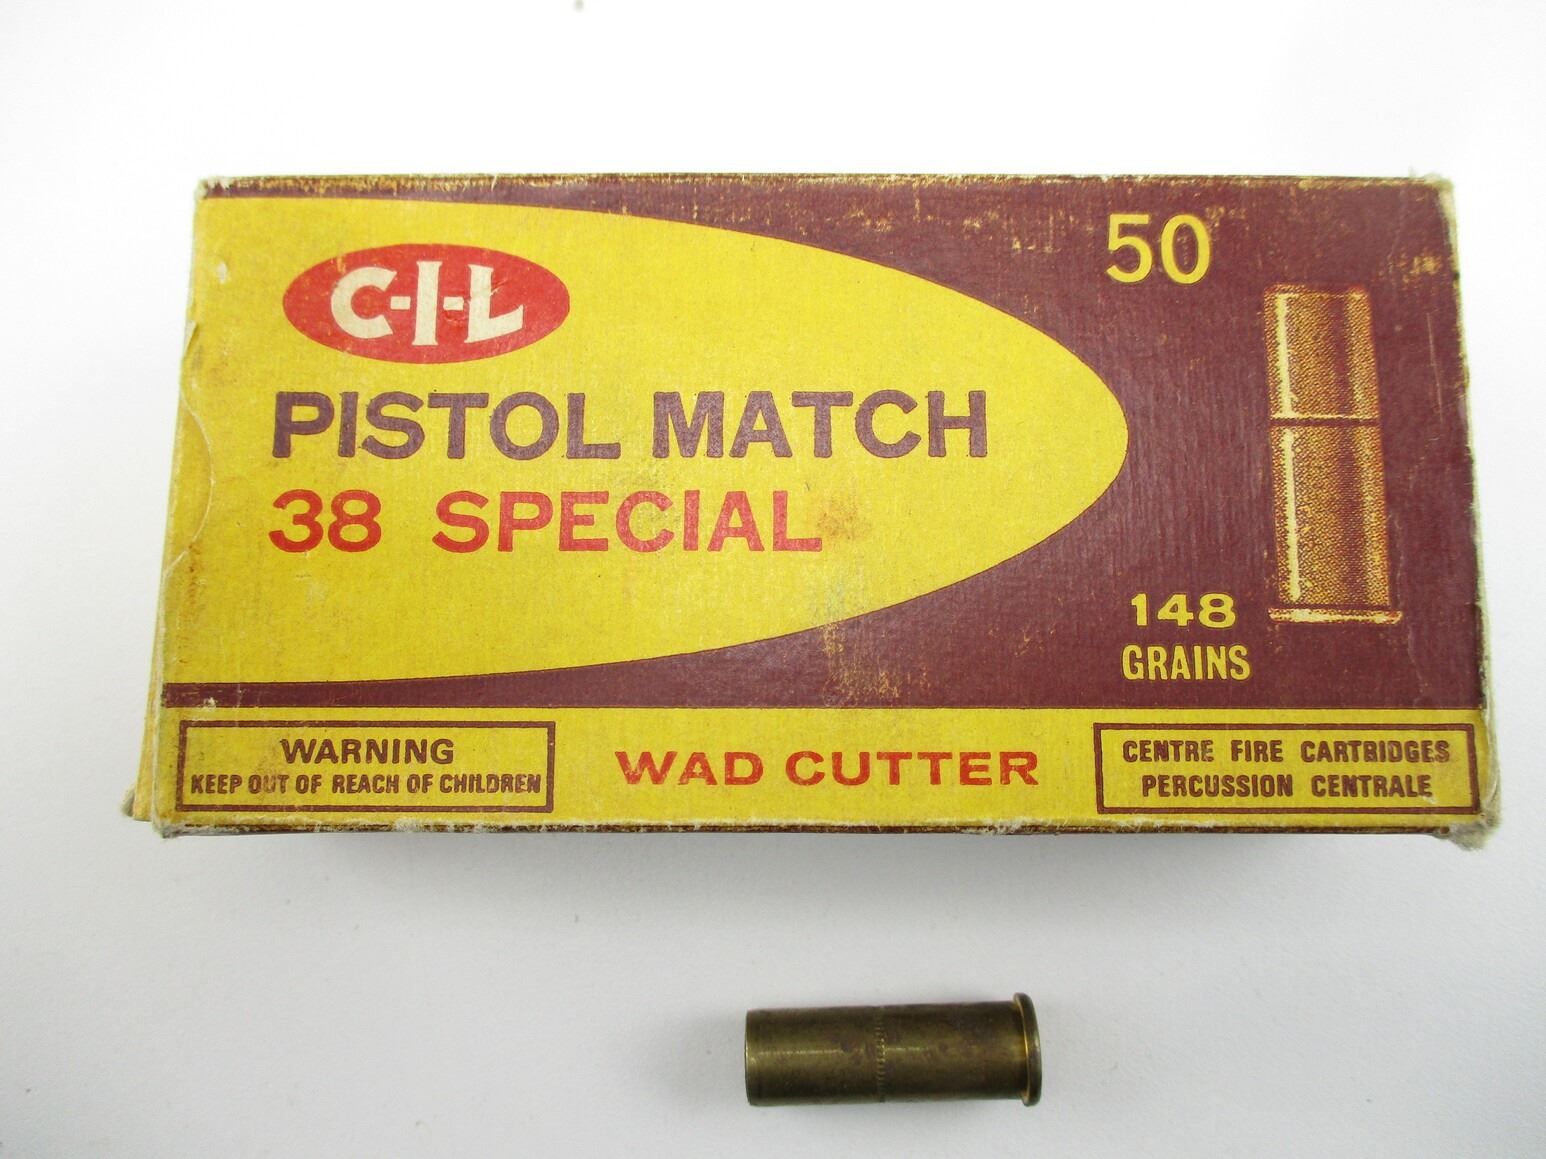 C-I-L
PISTOL MATCH
38 SPECIAL
50
148
GRAINS
WARNING
KEEP OUT OF REACH OF CHILDREN
WAD CUTTER
CENTRE FIRE CARTRIDGES
PERCUSSION CENTRALE